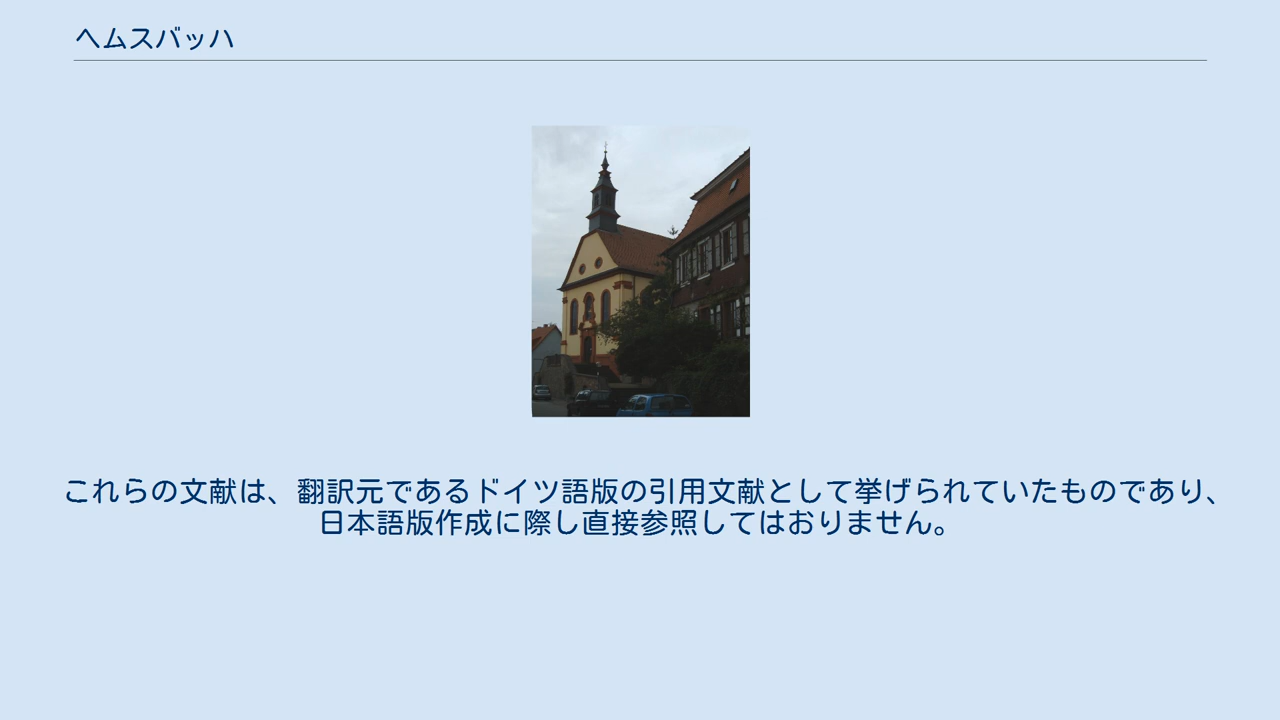 ヘムスバッハ
これらの文献は、翻訳元であるドイツ語版の引用文献として挙げられていたものであり、
日本語版作成に際し直接参照してはおりません。